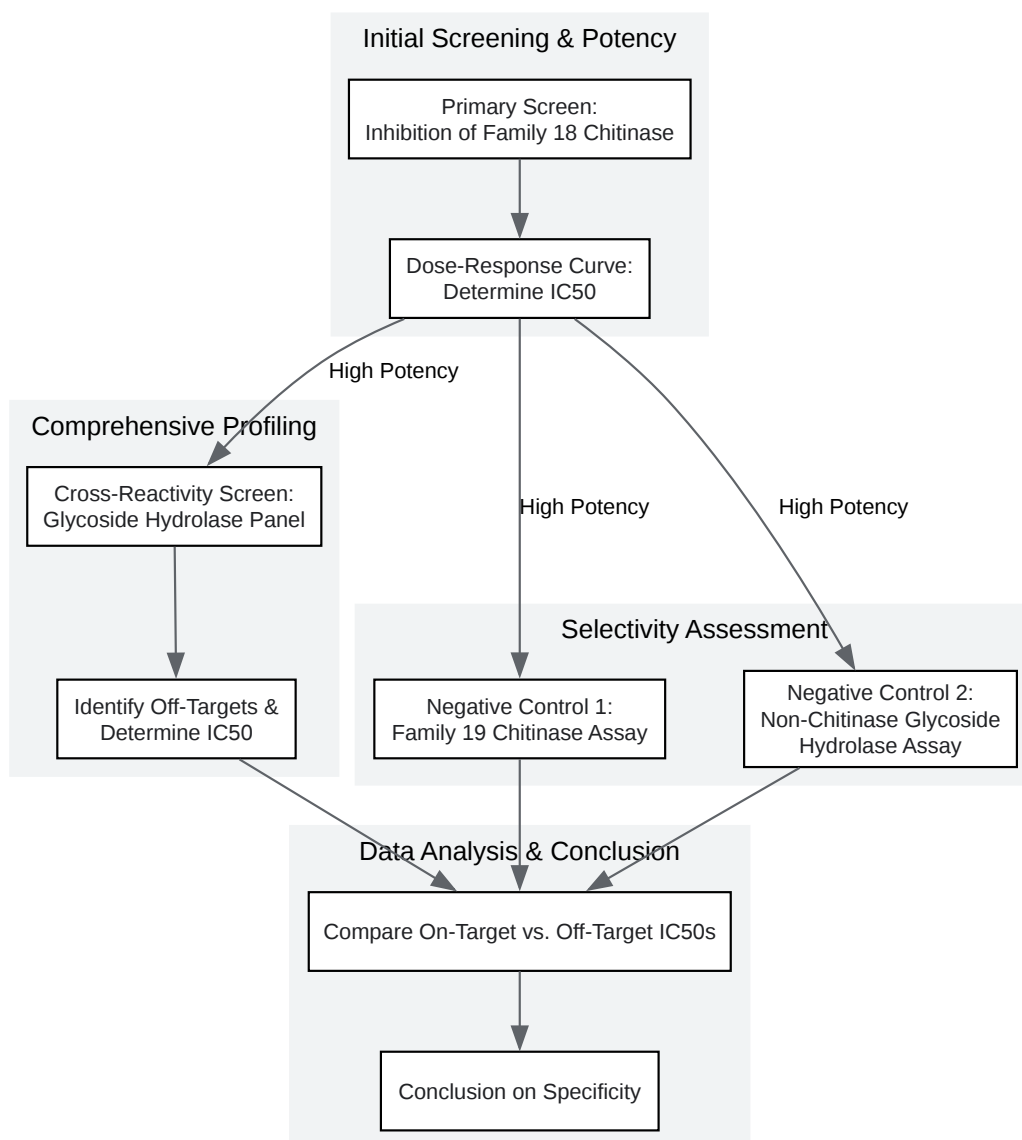 Initial Screening & Potency
Primary Screen:
Inhibition of Family 18 Chitinase
Dose-Response Curve:
Determine IC50
High Potency
Comprehensive Profiling
Cross-Reactivity Screen:
Glycoside Hydrolase Panel
High Potency
High Potency
Selectivity Assessment
Identify Off-Targets &
Determine IC50
Negative Control 1:
Family 19 Chitinase Assay
Negative Control 2:
Non-Chitinase Glycoside
Hydrolase Assay
Data Analysis & Conclusion
Compare On-Target vs. Off-Target IC50s
Conclusion on Specificity